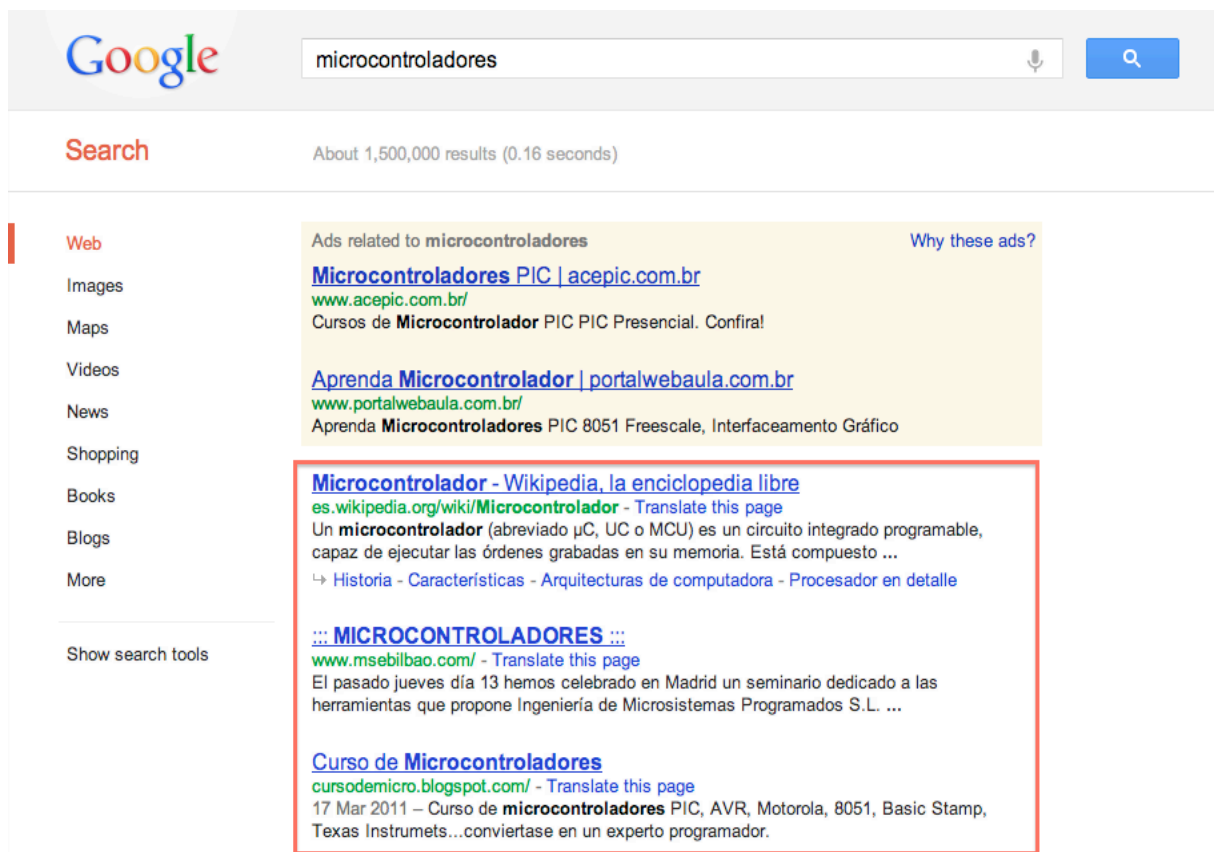 Google
microcontroladores
Search
About 1,500,000 results (0.16 seconds)
Web
Images
Maps
Videos
News
Shopping
Books
Blogs
More
Show search tools
Ads related to microcontroladores
Why these ads?
Microcontroladores PIC | acepic.com.br
www.acepic.com.br/
Cursos de Microcontrolador PIC PIC Presencial. Confira!
Aprenda Microcontrolador | portalwebaula.com.br
www.portalwebaula.com.br/
Aprenda Microcontroladores PIC 8051 Freescale, Interfaceamento Gráfico
Microcontrolador - Wikipedia, la enciclopedia libre
es.wikipedia.org/wiki/Microcontrolador - Translate this page
Un microcontrolador (abreviado µC, UC o MCU) es un circuito integrado programable,
capaz de ejecutar las órdenes grabadas en su memoria. Está compuesto ...
↳ Historia - Características - Arquitecturas de computadora - Procesador en detalle
::: MICROCONTROLADORES :::
www.msebilbao.com/ - Translate this page
El pasado jueves día 13 hemos celebrado en Madrid un seminario dedicado a las
herramientas que propone Ingeniería de Microsistemas Programados S.L. ...
Curso de Microcontroladores
cursodemicro.blogspot.com/ - Translate this page
17 Mar 2011 – Curso de microcontroladores PIC, AVR, Motorola, 8051, Basic Stamp,
Texas Instrumets...conviertase en un experto programador.